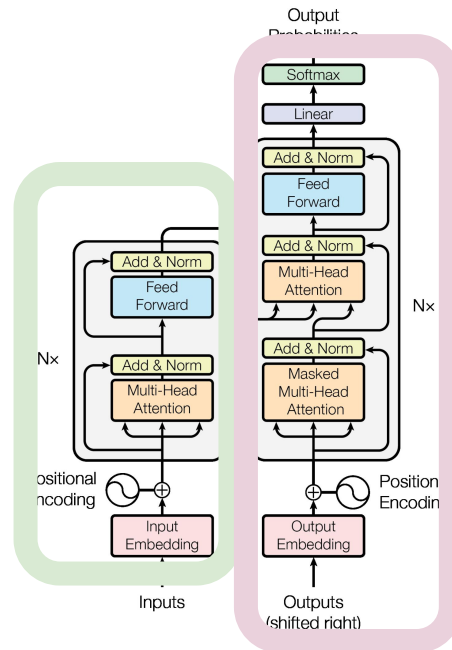 Output
Softmax
Linear
Add & Norm
Feed
Forward
Add & Norm
Multi-Head
Attention
Add & Norm
Masked
Multi-Head
Attention
N×
Position
Encodin
Output
Embedding
Outputs
(shifted right)
Add & Norm
Feed
Forward
N×
Add & Norm
Multi-Head
Attention
ositional
ncoding
Input
Embedding
Inputs